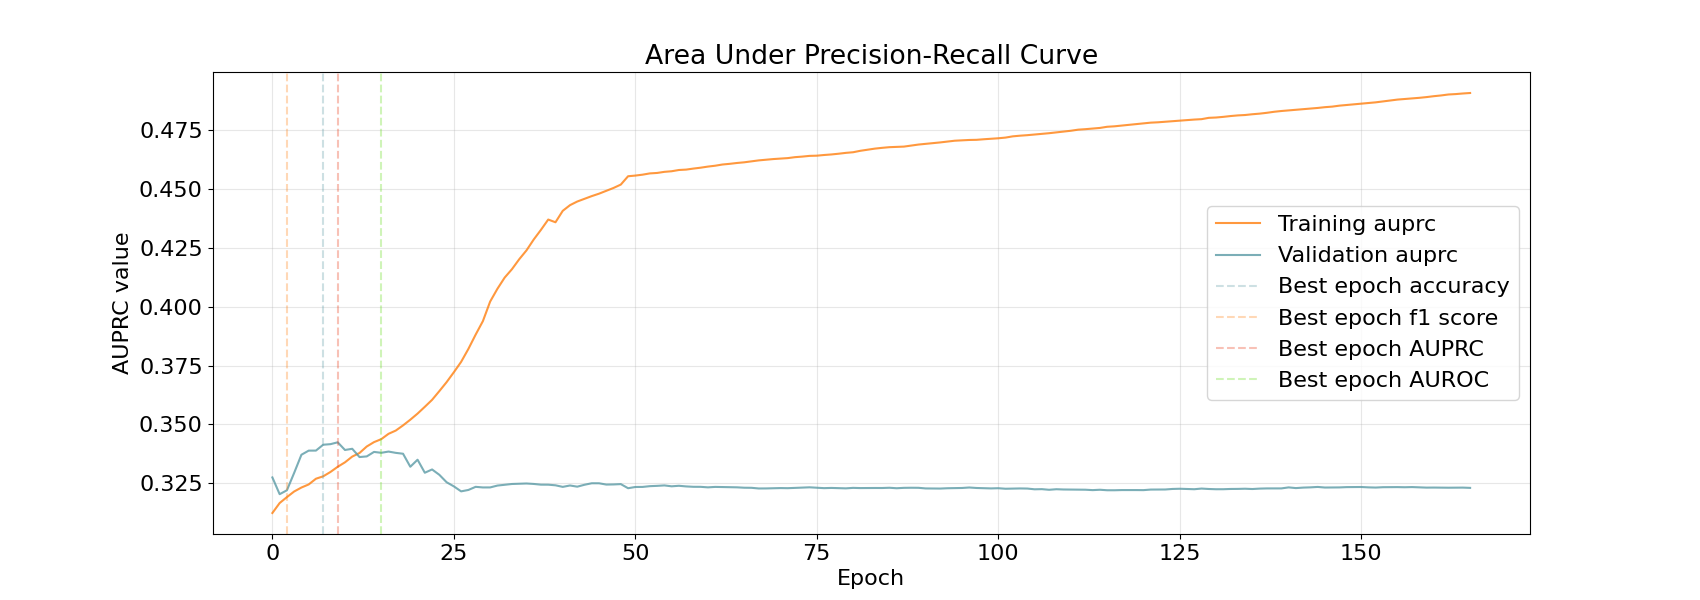 Area Under Precision-Recall Curve
AUPRC value
0.475
0.450
0.425
0.400
0.375
0.350
0.325
Training auprc
Validation auprc
Best epoch accuracy
Best epoch f1 score
Best epoch AUPRC
Best epoch AUROC
0 25 50 75 100 125 150
Epoch